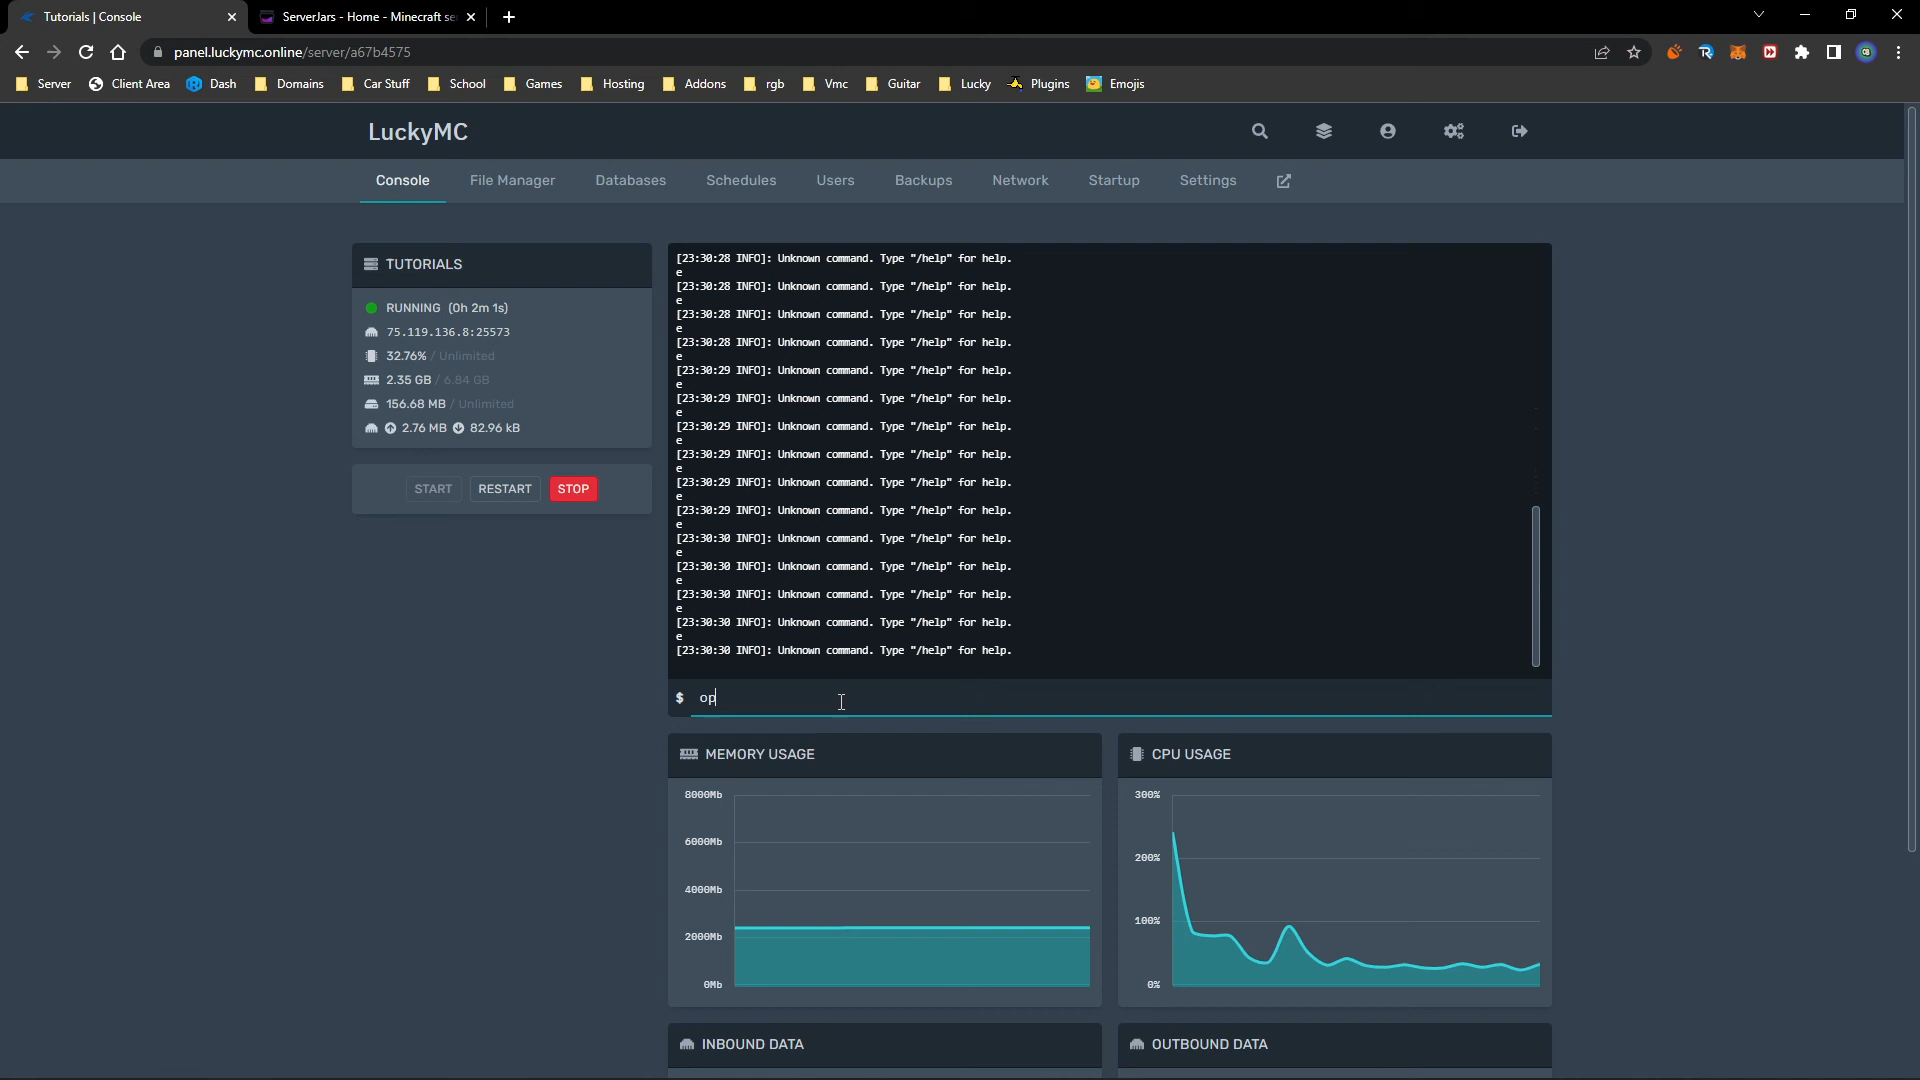 Tutorials | Console
ServerJars - Home - Minecraft se
panel.luckymc.online/server/a67b4575
Server Client Area Dash Domains Car Stuff School Games Hosting Addons rgb Vmc Guitar Lucky Plugins Emojis
LuckyMC
Console File Manager Databases Schedules Users Backups Network Startup Settings
TUTORIALS
RUNNING (0h 2m 1s)
75.119.136.8:25573
32.76% / Unlimited
2.35 GB / 6.84 GB
156.68 MB / Unlimited
2.76 MB 82.96 kB
START RESTART STOP
[23:30:28 INFO]: Unknown command. Type "/help" for help.
e
[23:30:28 INFO]: Unknown command. Type "/help" for help.
e
[23:30:28 INFO]: Unknown command. Type "/help" for help.
e
[23:30:28 INFO]: Unknown command. Type "/help" for help.
e
[23:30:29 INFO]: Unknown command. Type "/help" for help.
e
[23:30:29 INFO]: Unknown command. Type "/help" for help.
e
[23:30:29 INFO]: Unknown command. Type "/help" for help.
e
[23:30:29 INFO]: Unknown command. Type "/help" for help.
e
[23:30:29 INFO]: Unknown command. Type "/help" for help.
e
[23:30:29 INFO]: Unknown command. Type "/help" for help.
e
[23:30:30 INFO]: Unknown command. Type "/help" for help.
e
[23:30:30 INFO]: Unknown command. Type "/help" for help.
e
[23:30:30 INFO]: Unknown command. Type "/help" for help.
e
[23:30:30 INFO]: Unknown command. Type "/help" for help.
e
[23:30:30 INFO]: Unknown command. Type "/help" for help.
$ op
MEMORY USAGE
8000Mb
6000Mb
4000Mb
2000Mb
0Mb
CPU USAGE
300%
200%
100%
0%
INBOUND DATA
OUTBOUND DATA